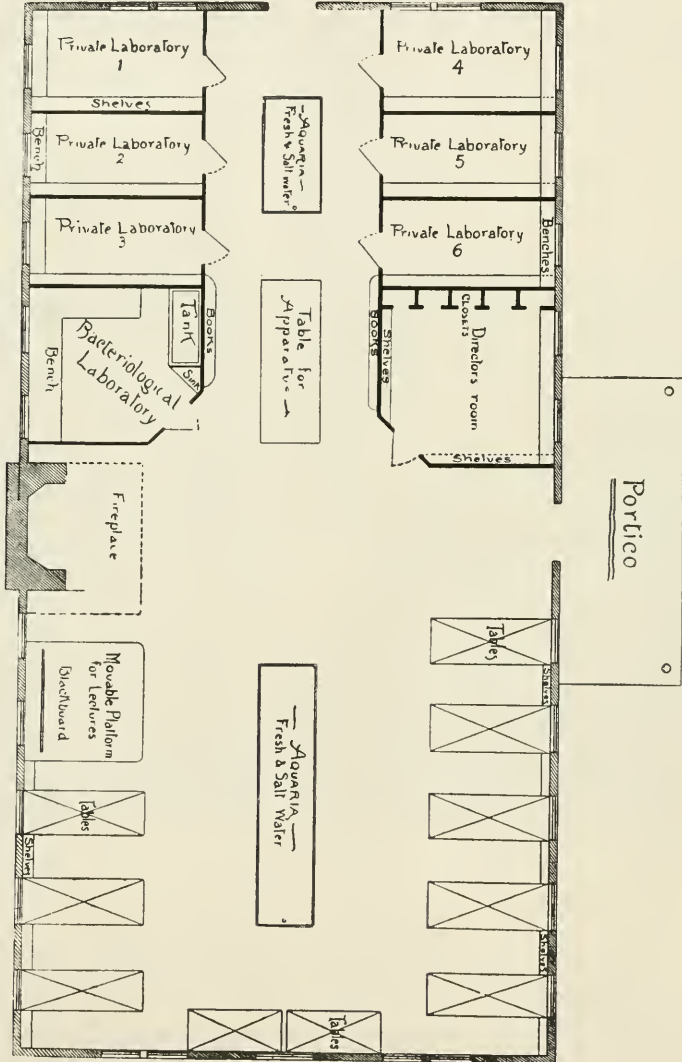 Private Laboratory
1
Shelves
Bench
Private Laboratory
2
Private Laboratory
3
Private Laboratory
4
Private Laboratory
5
Private Laboratory
6
Benches
— AQUARIA —
Fresh & Salt water
Table for
Apparatus
Books
Tank
Sink
Bacteriological
Laboratory
Bench
Books
Shelves
CLOSETS
Directors room
Shelves
Portico
Fireplace
Movable Platform
for Lectures
Blackboard
Tables
Shelves
— AQUARIA —
Fresh & Salt Water
Tables
Shelves
Shelves
Tables